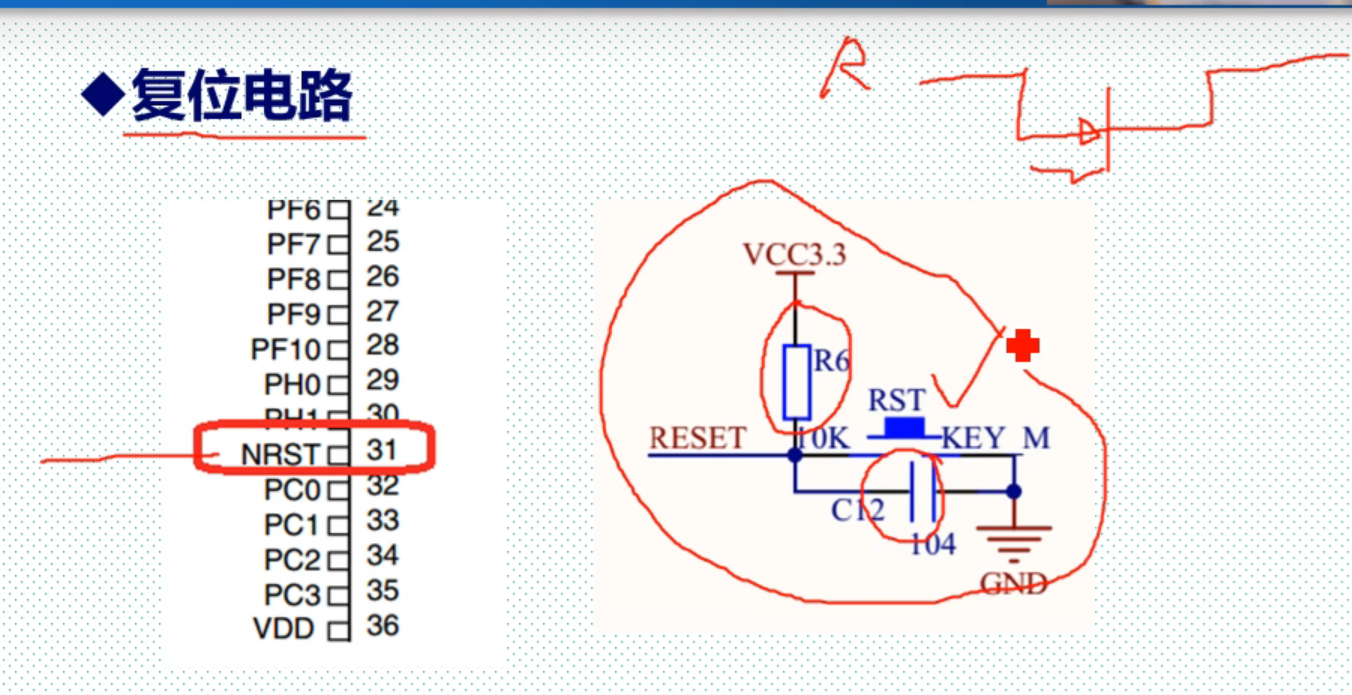 ◆复位电路
R
PF6 24
PF7 25
PF8 26
PF9 27
PF10 28
PH0 29
PH1 30
NRST 31
PC0 32
PC1 33
PC2 34
PC3 35
VDD 36
VCC3.3
R6
RST
RESET 10K KEY_M
C12
104
GND